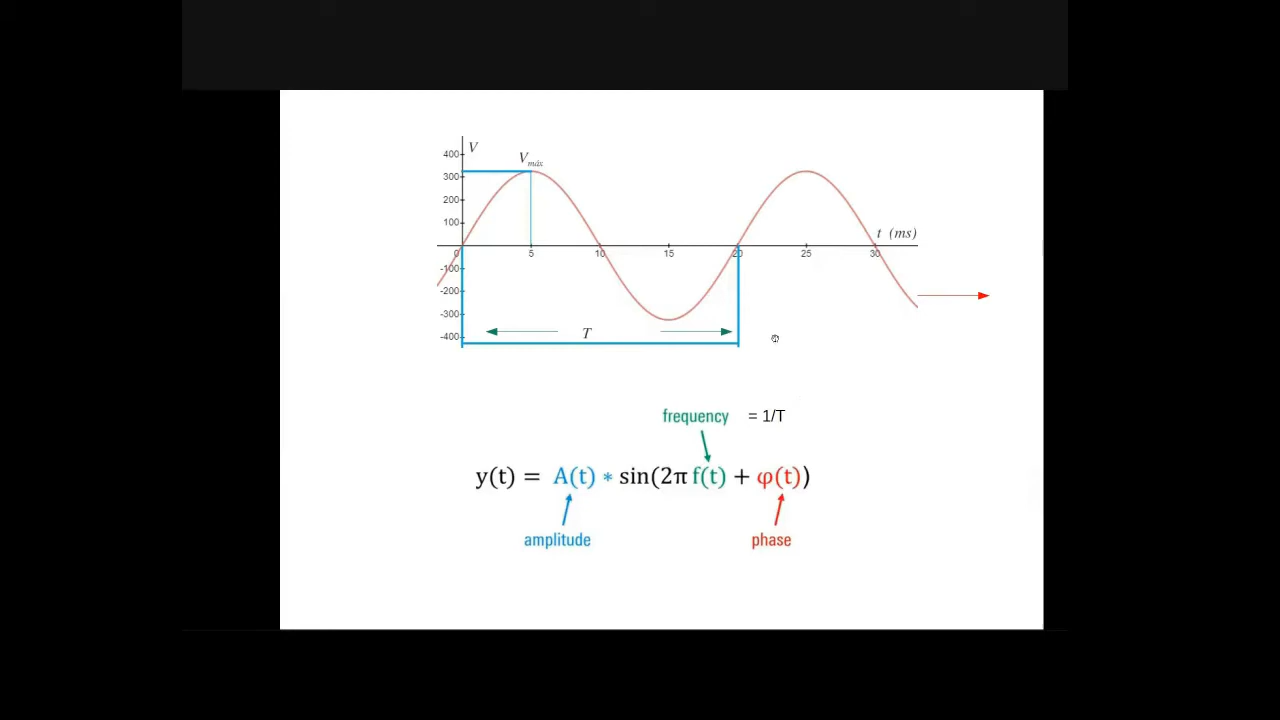 V
V máx
400
300
200
100
t (ms)
0 5 10 15 20 25 30
-100
-200
-300
-400
T
frequency = 1/T
y(t) = A(t) * sin(2π f(t) + φ(t))
amplitude phase